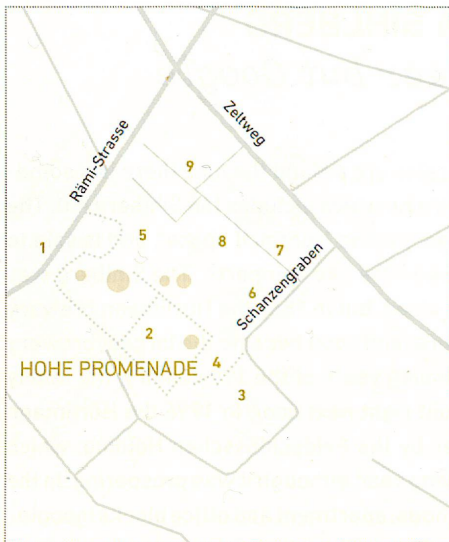 Rämi-Strasse
Zeltweg
9
1
5
8
7
6
Schanzengraben
2
4
HOHE PROMENADE
3